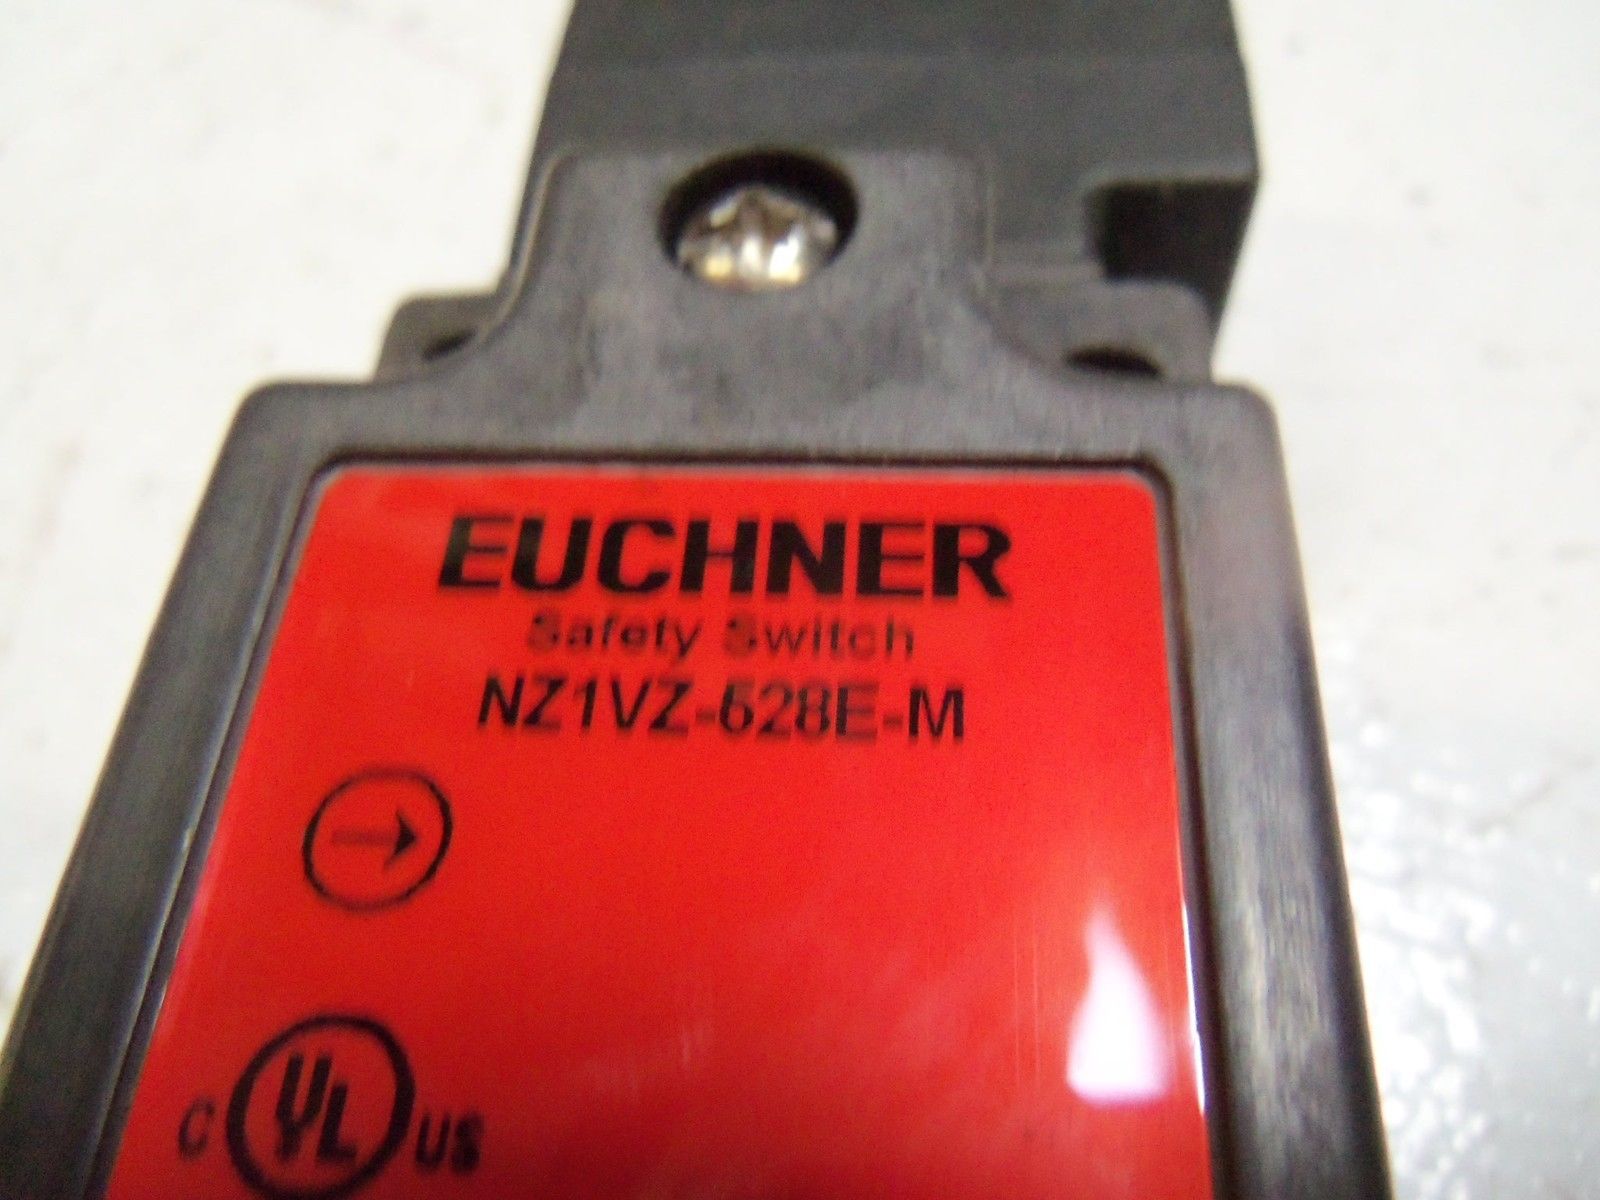 EUCHNER
Safety Switch
NZ1VZ-528E-M
C UL US